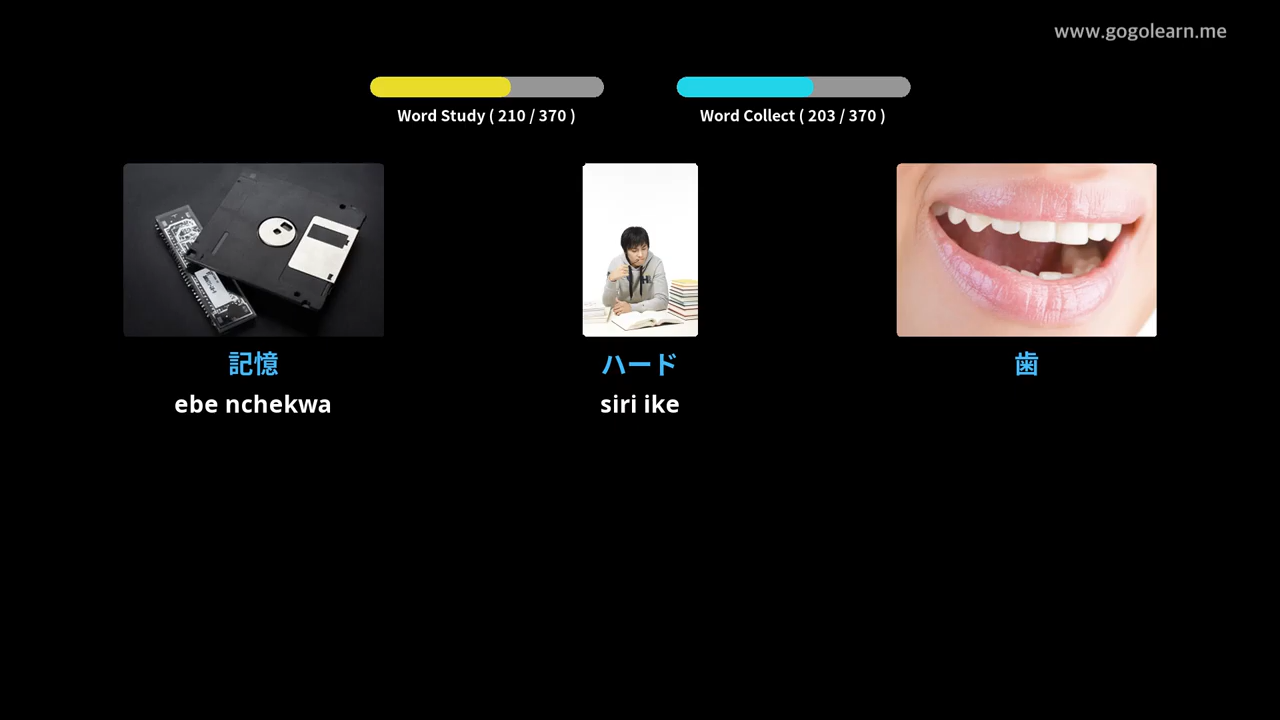 www.gogolearn.me
Word Study ( 210 / 370 )
Word Collect ( 203 / 370 )
記憶
ハード
歯
ebe nchekwa
siri ike